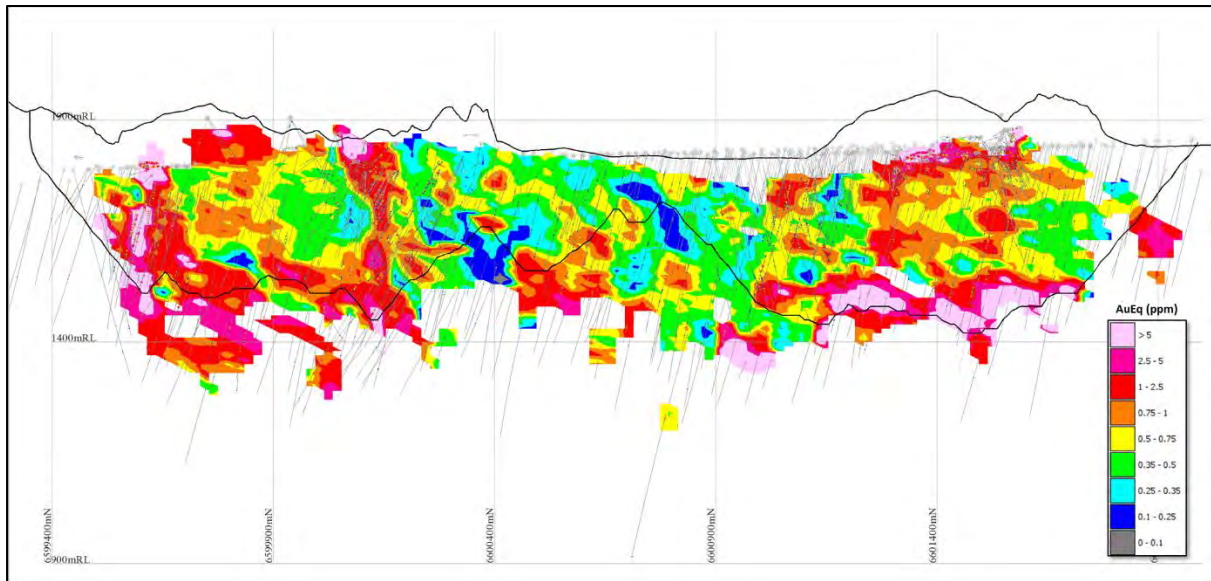 1900mRL
1400mRL
900mRL
6599400mN
6599900mN
6600400mN
6600900mN
6601400mN
AuEq (ppm)
> 5
2.5 - 5
1 - 2.5
0.75 - 1
0.5 - 0.75
0.35 - 0.5
0.25 - 0.35
0.1 - 0.25
0 - 0.1